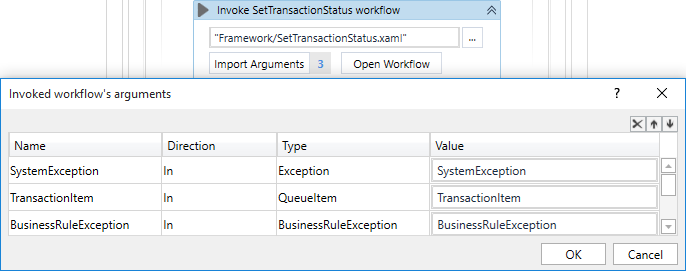 Invoke SetTransactionStatus workflow
"Framework/SetTransactionStatus.xaml" ...
Import Arguments 3 Open Workflow
Invoked workflow's arguments ?
Name Direction Type Value
SystemException In Exception SystemException
TransactionItem In QueueItem TransactionItem
BusinessRuleException In BusinessRuleException BusinessRuleException
OK Cancel